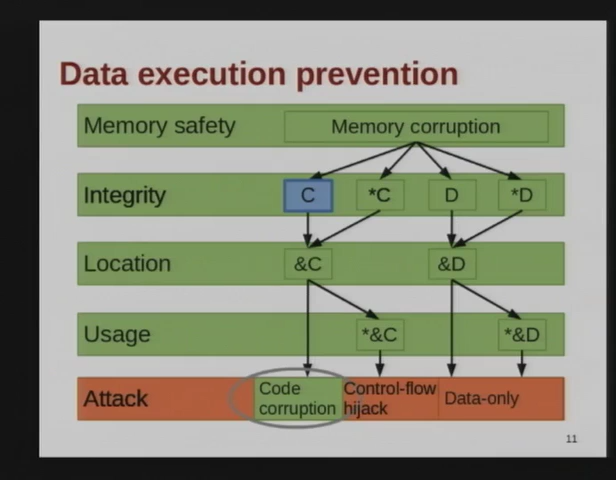 Data execution prevention
Memory safety
Memory corruption
Integrity
C
*C
D
*D
Location
&C
&D
Usage
*&C
*&D
Attack
Code
corruption
Control-flow
hijack
Data-only
11